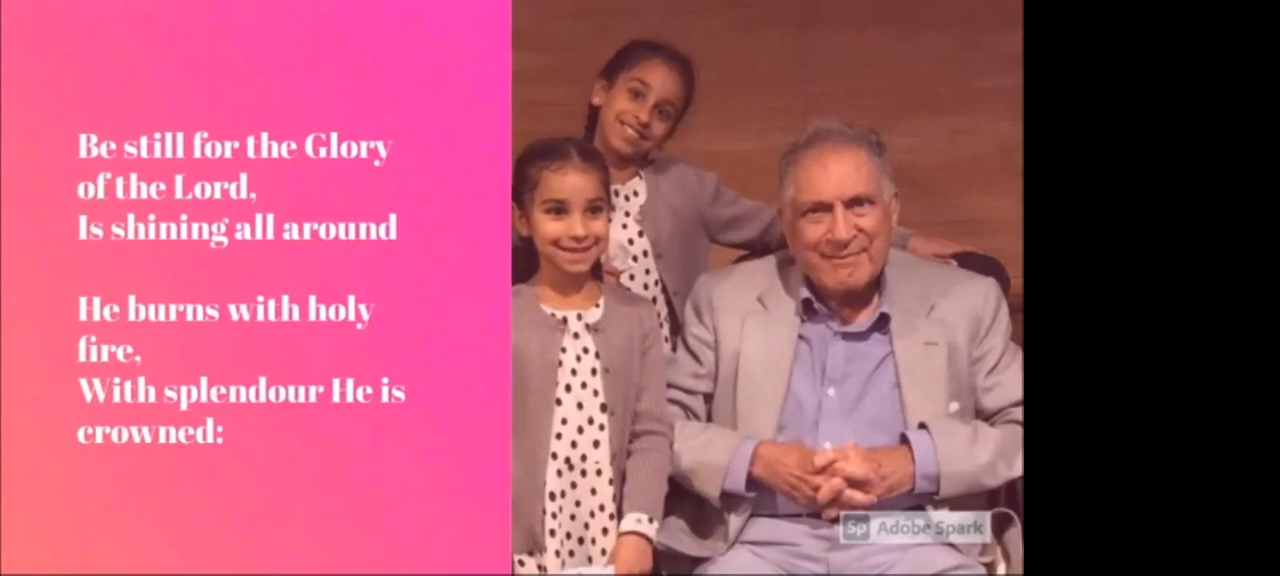 Be still for the Glory
of the Lord,
Is shining all around
He burns with holy
fire,
With splendour He is
crowned:
Sp Adobe Spark